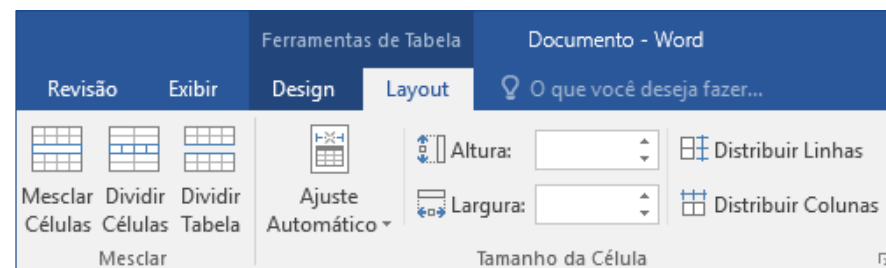 Ferramentas de Tabela Documento - Word
Revisão Exibir Design Layout O que você deseja fazer...
Mesclar Células
Dividir Células
Dividir Tabela
Mesclar
Ajuste Automático
Altura:
Largura:
Distribuir Linhas
Distribuir Colunas
Tamanho da Célula